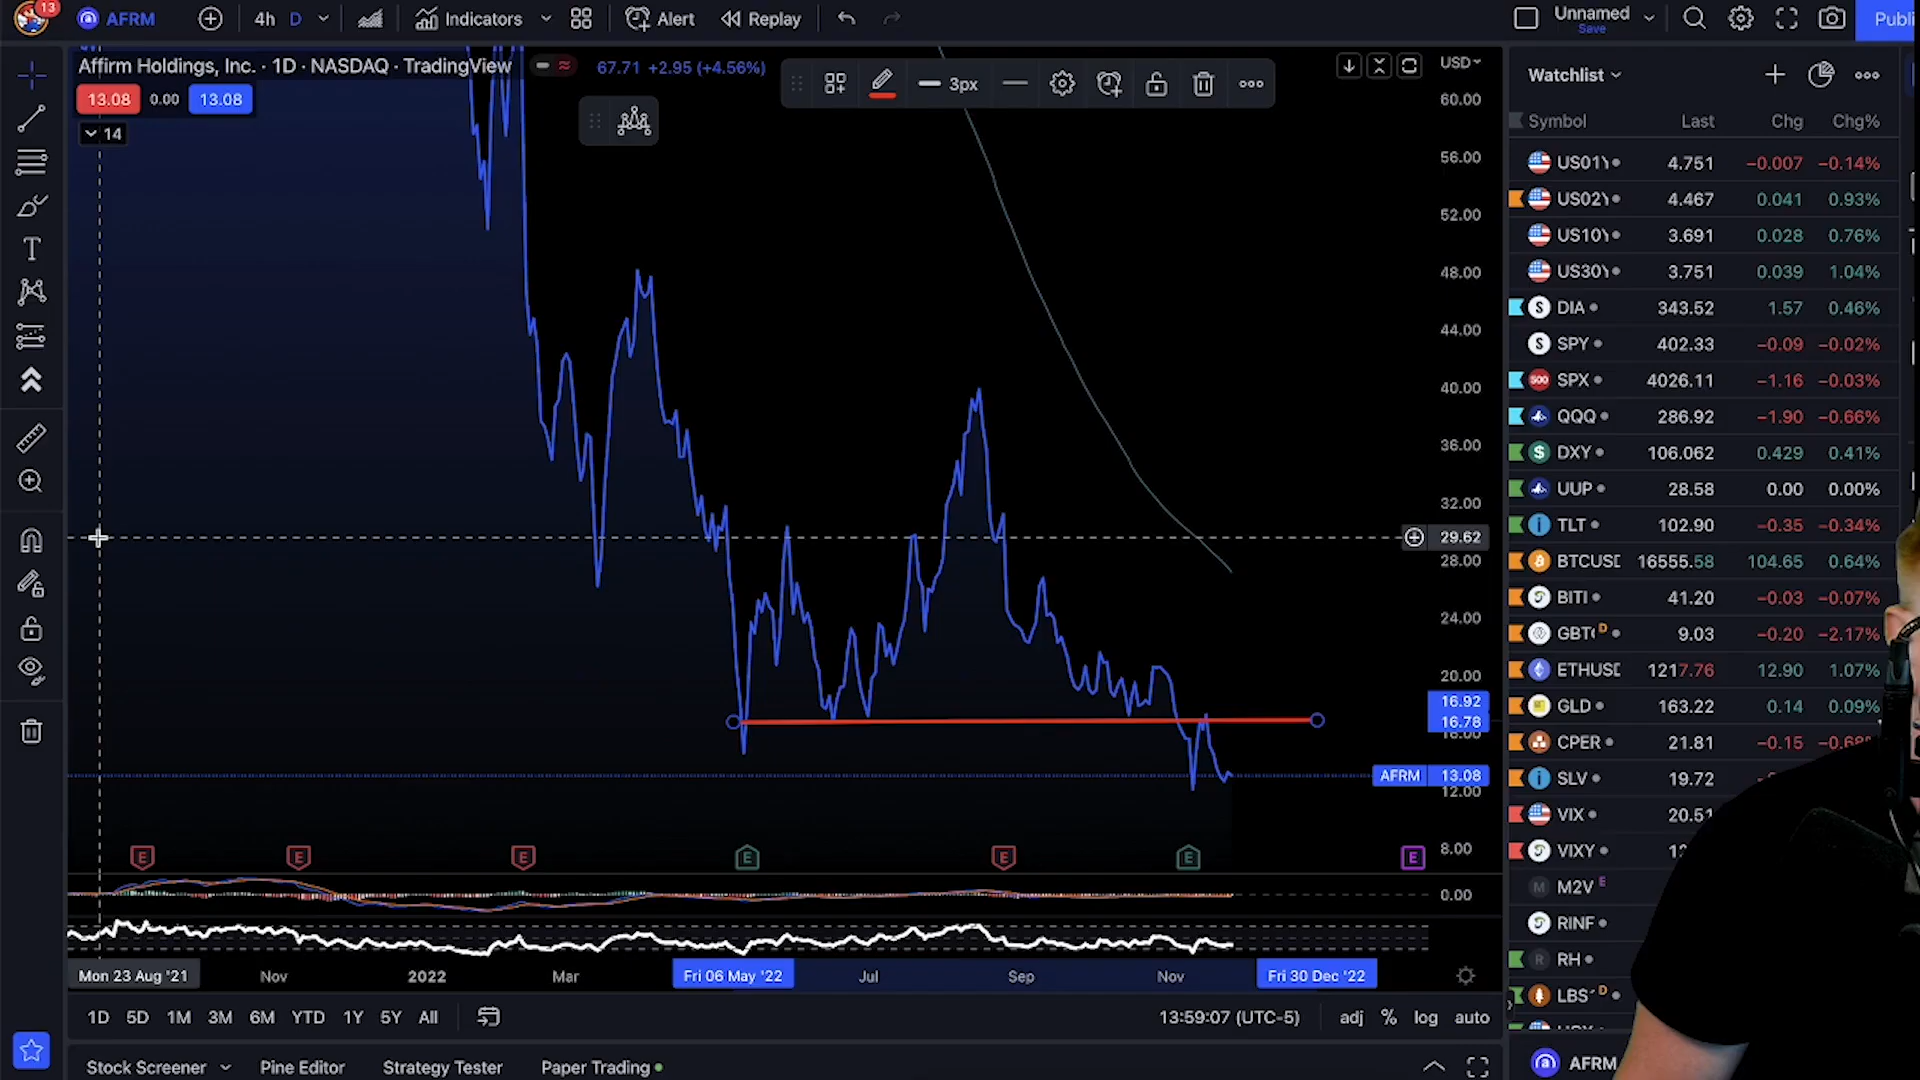 13
AFRM
4h D
Indicators
Alert
Replay
Unnamed
Save
Publi
Affirm Holdings, Inc. · 1D · NASDAQ · TradingView
67.71 +2.95 (+4.56%)
3px
USD
13.08 0.00 13.08
14
60.00
56.00
52.00
48.00
44.00
40.00
36.00
32.00
29.62
28.00
24.00
20.00
16.92
16.78
16.00
AFRM 13.08
12.00
8.00
0.00
E E E E E E E
Mon 23 Aug '21
Nov
2022
Mar
Fri 06 May '22
Jul
Sep
Nov
Fri 30 Dec '22
1D 5D 1M 3M 6M YTD 1Y 5Y All
13:59:07 (UTC-5)
adj % log auto
Stock Screener
Pine Editor
Strategy Tester
Paper Trading
Watchlist
Symbol Last Chg Chg%
US01Y 4.751 −0.007 −0.14%
US02Y 4.467 0.041 0.93%
US10Y 3.691 0.028 0.76%
US30Y 3.751 0.039 1.04%
S DIA 343.52 1.57 0.46%
S SPY 402.33 −0.09 −0.02%
500 SPX 4026.11 −1.16 −0.03%
QQQ 286.92 −1.90 −0.66%
$ DXY 106.062 0.429 0.41%
UUP 28.58 0.00 0.00%
TLT 102.90 −0.35 −0.34%
BTCUSD 16555.58 104.65 0.64%
BITI 41.20 −0.03 −0.07%
GBT D 9.03 −0.20 −2.17%
ETHUSD 1217.76 12.90 1.07%
GLD 163.22 0.14 0.09%
CPER 21.81 −0.15 −0.68%
SLV 19.72
VIX 20.51
VIXY 12
M M2V E
RINF
R RH
LBS D
AFRM